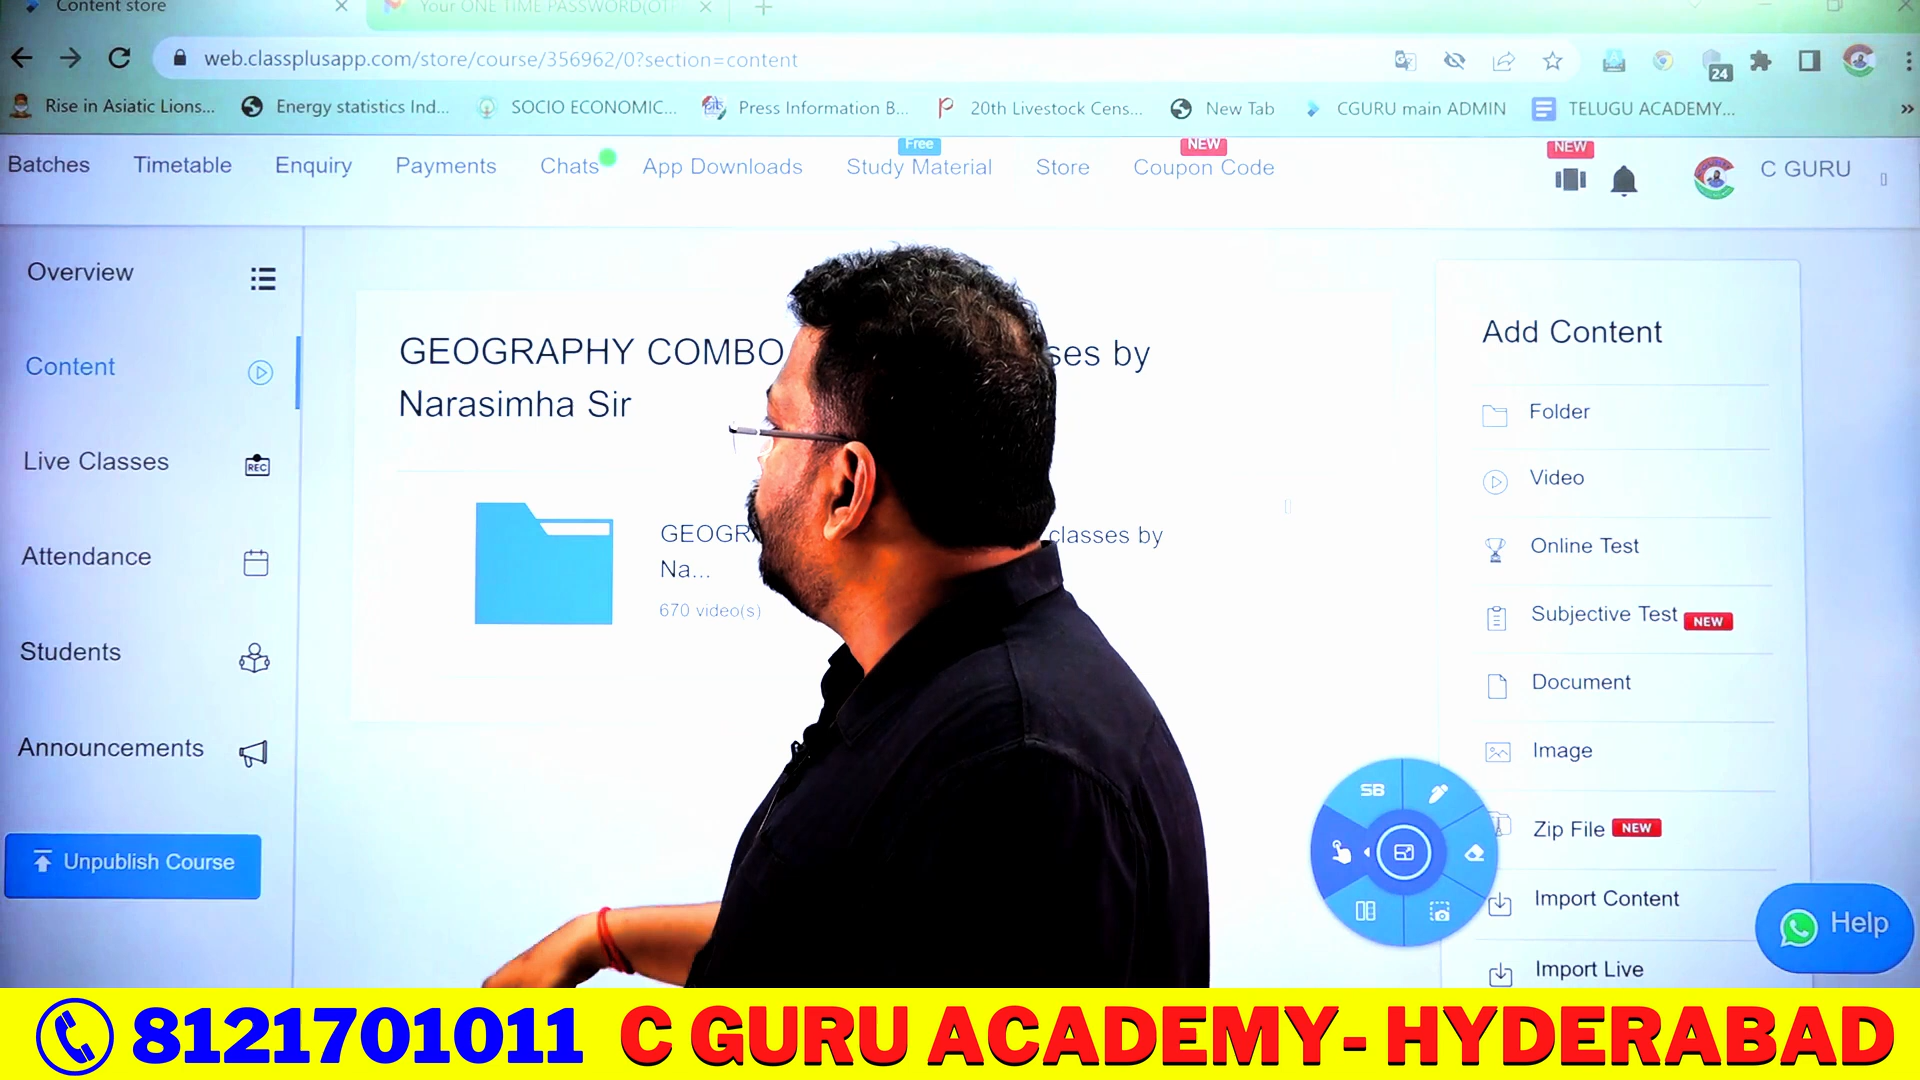 Content store
Your ONE TIME PASSWORD(OT
web.classplusapp.com/store/course/356962/0?section=content
24
Rise in Asiatic Lions...
Energy statistics Ind...
SOCIO ECONOMIC...
Press Information B...
20th Livestock Cens...
New Tab
CGURU main ADMIN
TELUGU ACADEMY...
Batches
Timetable
Enquiry
Payments
Chats
App Downloads
Free
Study Material
Store
NEW
Coupon Code
NEW
C GURU
Overview
Content
Live Classes
REC
Attendance
Students
Announcements
Unpublish Course
GEOGRAPHY COMBO ses by
Narasimha Sir
GEOGRA classes by
Na...
670 video(s)
Add Content
Folder
Video
Online Test
Subjective Test NEW
Document
Image
Zip File NEW
Import Content
Import Live
SB
Help
8121701011 C GURU ACADEMY- HYDERABAD